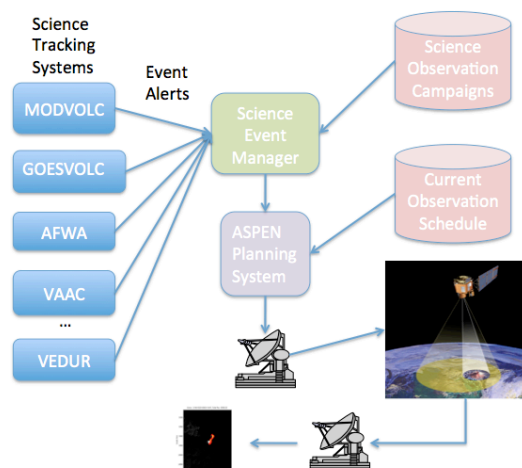 Science
Tracking
Systems
Event
Alerts
MODVOLC
GOESVOLC
AFWA
VAAC
...
VEDUR
Science
Event
Manager
ASPEN
Planning
System
Science
Observation
Campaigns
Current
Observation
Schedule